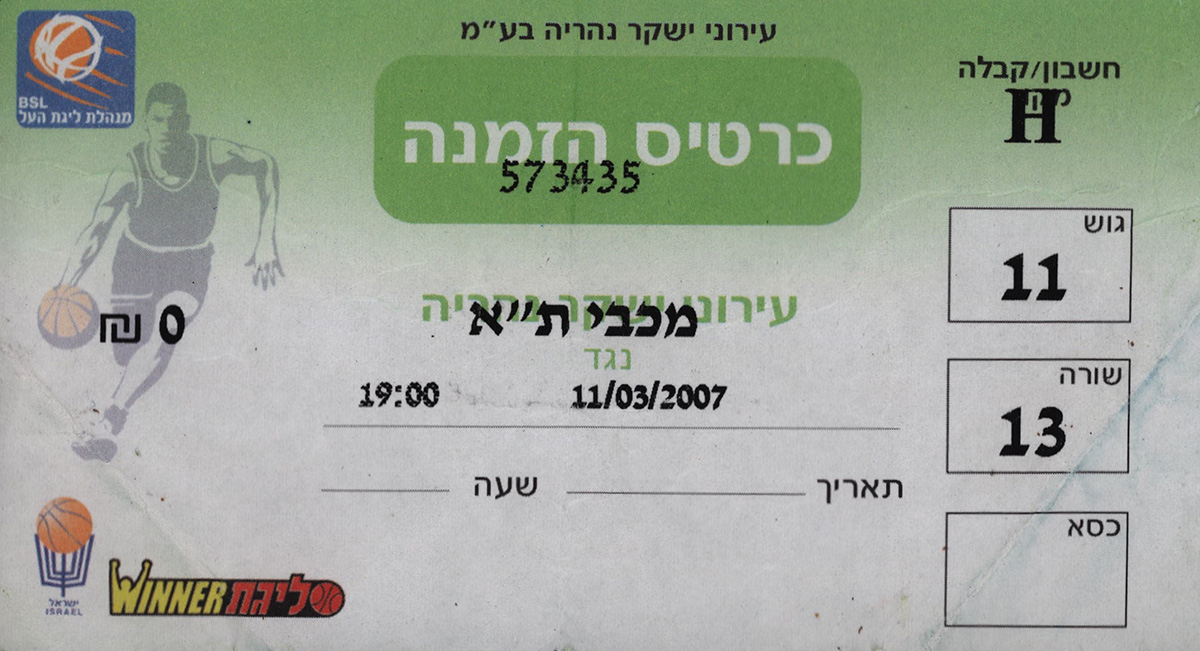 עירוני ישקר נהריה בע״מ
BSL
מנהלת ליגת העל
חשבון/קבלה
H
כרטיס הזמנה
573435
גוש
11
עירוני ישקר נהריה
מכבי ת״א
0 ₪
נגד
שורה
13
11/03/2007 19:00
תאריך שעה
כסא
ישראל
ISRAEL
ליגת WINNER